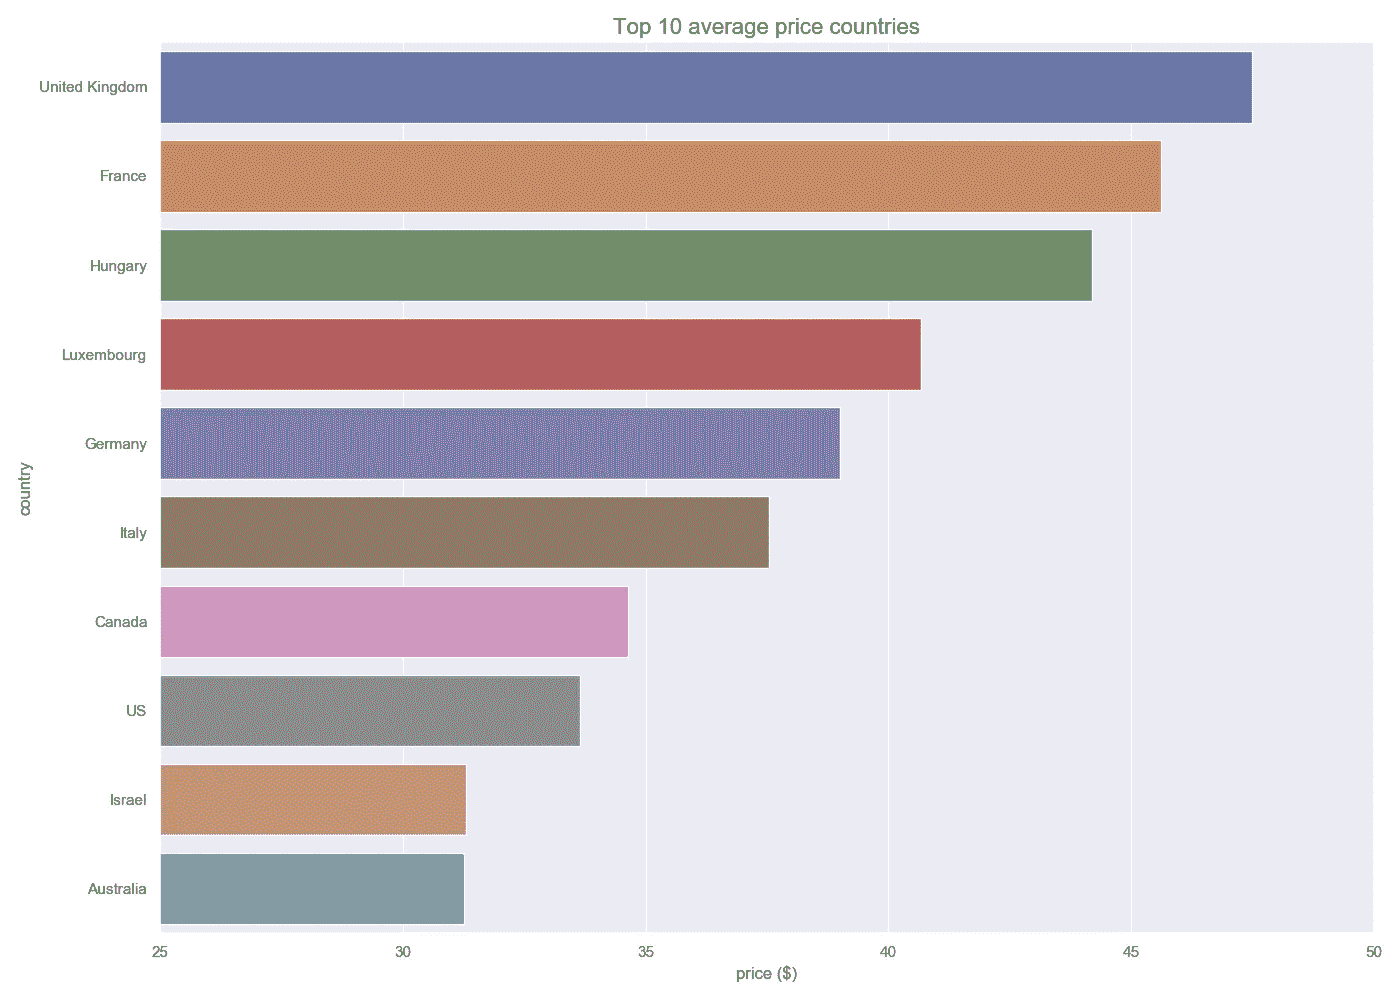 Top 10 average price countries
United Kingdom
France
Hungary
Luxembourg
Germany
Italy
Canada
US
Israel
Australia
country
25 30 35 40 45 50
price ($)